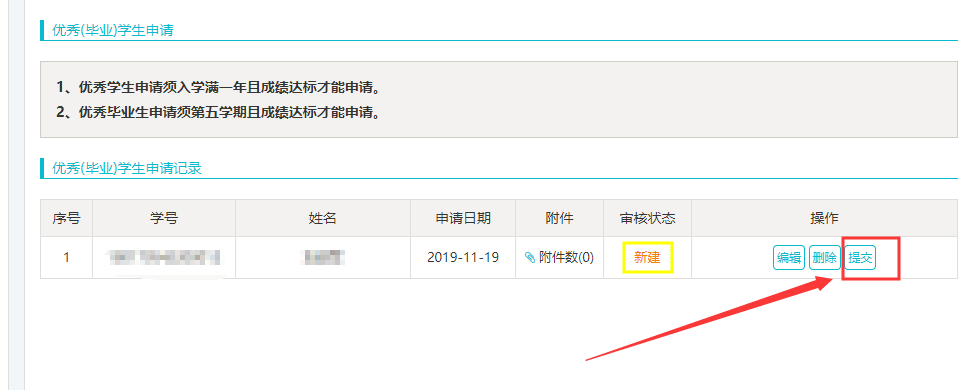 优秀(毕业)学生申请
1、优秀学生申请须入学满一年且成绩达标才能申请。
2、优秀毕业生申请须第五学期且成绩达标才能申请。
优秀(毕业)学生申请记录
序号 学号 姓名 申请日期 附件 审核状态 操作
1 2019-11-19 附件数(0) 新建 编辑 删除 提交